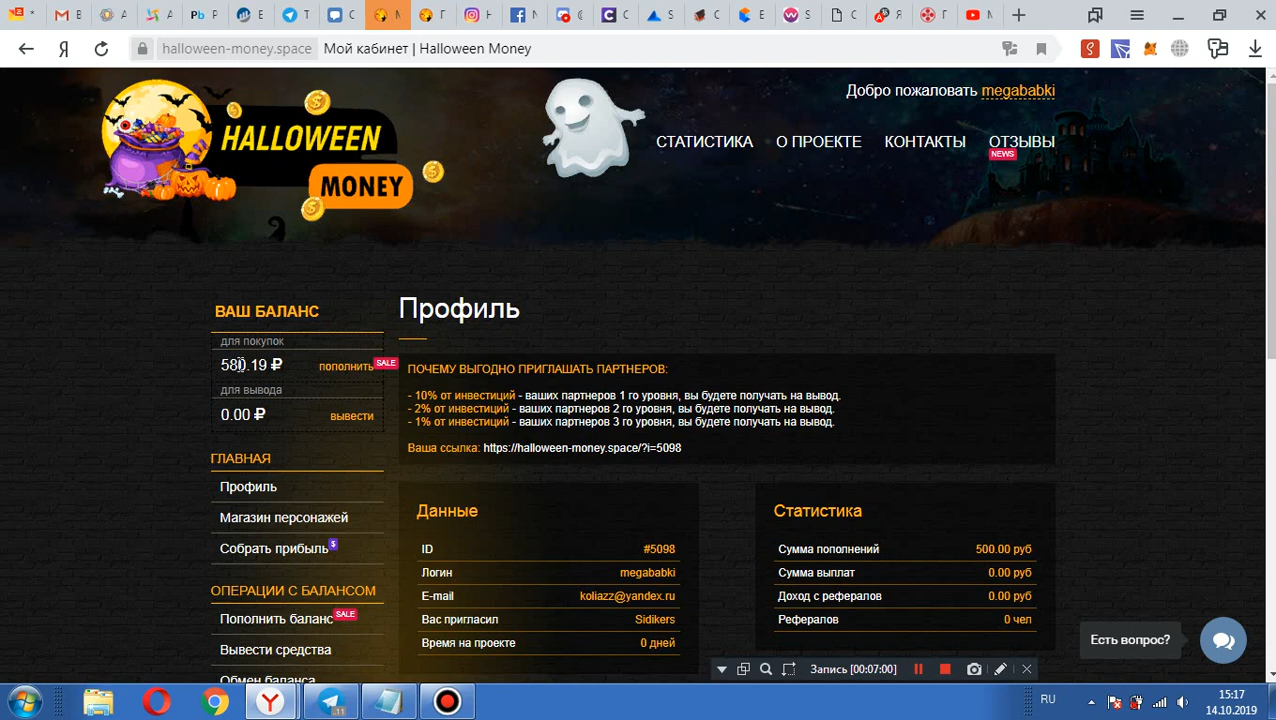 halloween-money.space
Мой кабинет | Halloween Money
Добро пожаловать megababki
HALLOWEEN
MONEY
СТАТИСТИКА О ПРОЕКТЕ КОНТАКТЫ ОТЗЫВЫ
NEWS
ВАШ БАЛАНС
для покупок
580.19 ₽ пополнить SALE
для вывода
0.00 ₽ вывести
ГЛАВНАЯ
Профиль
Магазин персонажей
Собрать прибыль $
ОПЕРАЦИИ С БАЛАНСОМ
Пополнить баланс SALE
Вывести средства
Обмен баланса
Профиль
ПОЧЕМУ ВЫГОДНО ПРИГЛАШАТЬ ПАРТНЕРОВ:
- 10% от инвестиций - ваших партнеров 1 го уровня, вы будете получать на вывод.
- 2% от инвестиций - ваших партнеров 2 го уровня, вы будете получать на вывод.
- 1% от инвестиций - ваших партнеров 3 го уровня, вы будете получать на вывод.
Ваша ссылка: https://halloween-money.space/?i=5098
Данные
ID #5098
Логин megababki
E-mail koliazz@yandex.ru
Вас пригласил Sidikers
Время на проекте 0 дней
Статистика
Сумма пополнений 500.00 руб
Сумма выплат 0.00 руб
Доход с рефералов 0.00 руб
Рефералов 0 чел
Есть вопрос?
Запись [00:07:00]
RU
15:17
14.10.2019